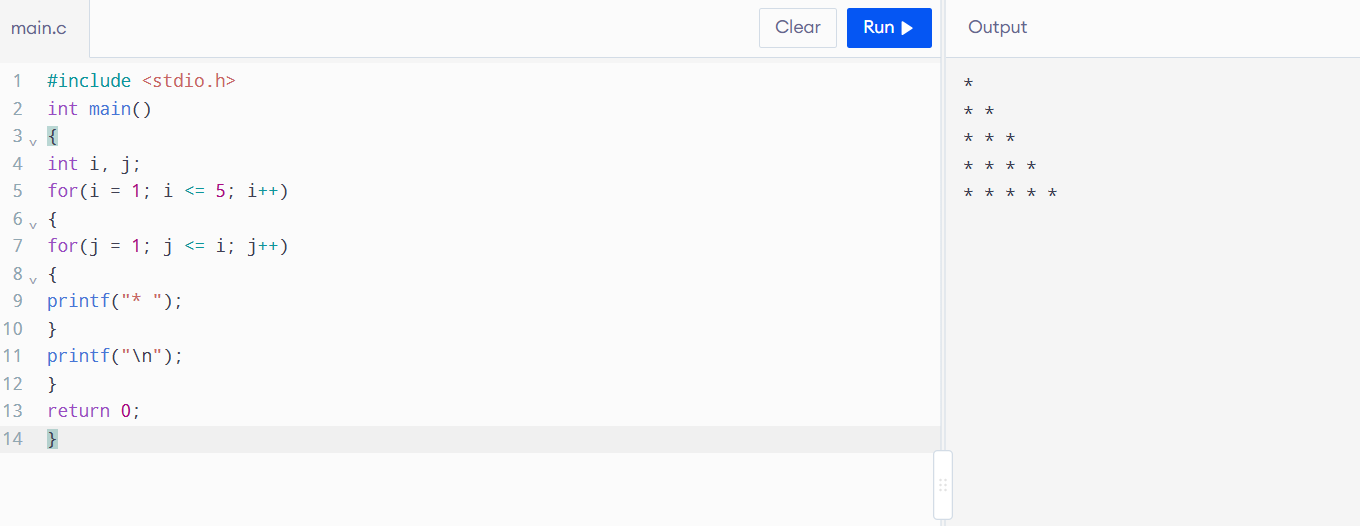 main.c
Clear
Run
1 #include <stdio.h>
2 int main()
3 {
4 int i, j;
5 for(i = 1; i <= 5; i++)
6 {
7 for(j = 1; j <= i; j++)
8 {
9 printf("* ");
10 }
11 printf("\n");
12 }
13 return 0;
14 }
Output
*
* *
* * *
* * * *
* * * * *